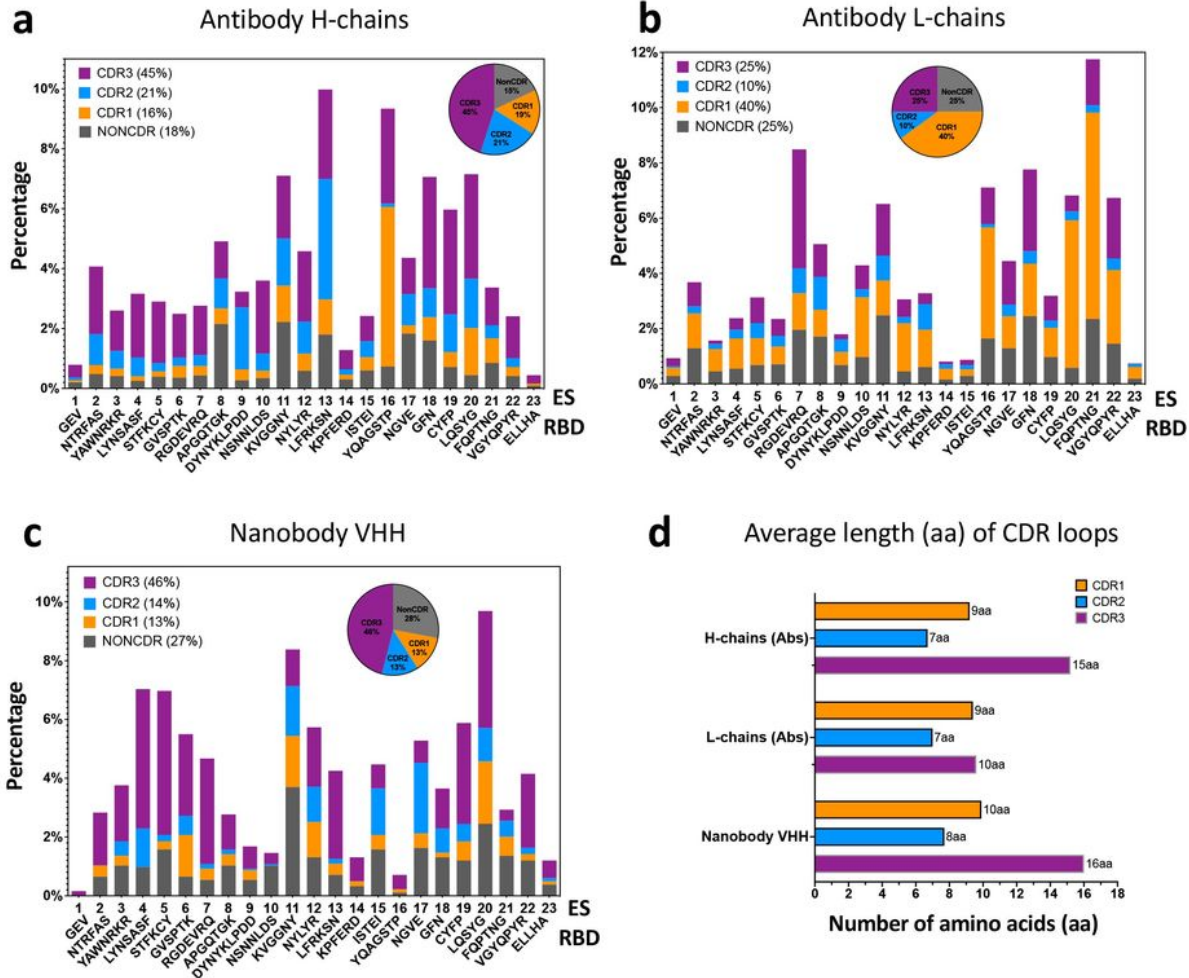 a
Antibody H-chains
CDR3 (45%)
CDR2 (21%)
CDR1 (16%)
NONCDR (18%)
NonCDR
18%
CDR1
19%
CDR2
21%
CDR3
45%
Percentage
10%
8%
6%
4%
2%
0%
1 2 3 4 5 6 7 8 9 10 11 12 13 14 15 16 17 18 19 20 21 22 23 ES
GEV NTRFAS YAWNRKR LYNSASF STFKCY GVSPTK RGDEVRQ APGQTGK DYNYKLPDD NSNNLDS KVGGNY NYLYR LFRKSN KPFERD ISTEI YQAGSTP NGVE GFN CYFP LQSYG FQPTNG VGYQPYR ELLHA RBD
b
Antibody L-chains
CDR3 (25%)
CDR2 (10%)
CDR1 (40%)
NONCDR (25%)
CDR3
25%
NonCDR
25%
CDR2
10%
CDR1
40%
Percentage
12%
10%
8%
6%
4%
2%
0%
1 2 3 4 5 6 7 8 9 10 11 12 13 14 15 16 17 18 19 20 21 22 23 ES
GEV NTRFAS YAWNRKR LYNSASF STFKCY GVSPTK RGDEVRQ APGQTGK DYNYKLPDD NSNNLDS KVGGNY NYLYR LFRKSN KPFERD ISTEI YQAGSTP NGVE GFN CYFP LQSYG FQPTNG VGYQPYR ELLHA RBD
c
Nanobody VHH
CDR3 (46%)
CDR2 (14%)
CDR1 (13%)
NONCDR (27%)
NonCDR
28%
CDR3
46%
CDR1
13%
CDR2
13%
Percentage
10%
8%
6%
4%
2%
0%
1 2 3 4 5 6 7 8 9 10 11 12 13 14 15 16 17 18 19 20 21 22 23 ES
GEV NTRFAS YAWNRKR LYNSASF STFKCY GVSPTK RGDEVRQ APGQTGK DYNYKLPDD NSNNLDS KVGGNY NYLYR LFRKSN KPFERD ISTEI YQAGSTP NGVE GFN CYFP LQSYG FQPTNG VGYQPYR ELLHA RBD
d
Average length (aa) of CDR loops
CDR1
CDR2
CDR3
9aa
H-chains (Abs) 7aa
15aa
9aa
L-chains (Abs) 7aa
10aa
10aa
Nanobody VHH 8aa
16aa
0 2 4 6 8 10 12 14 16 18
Number of amino acids (aa)